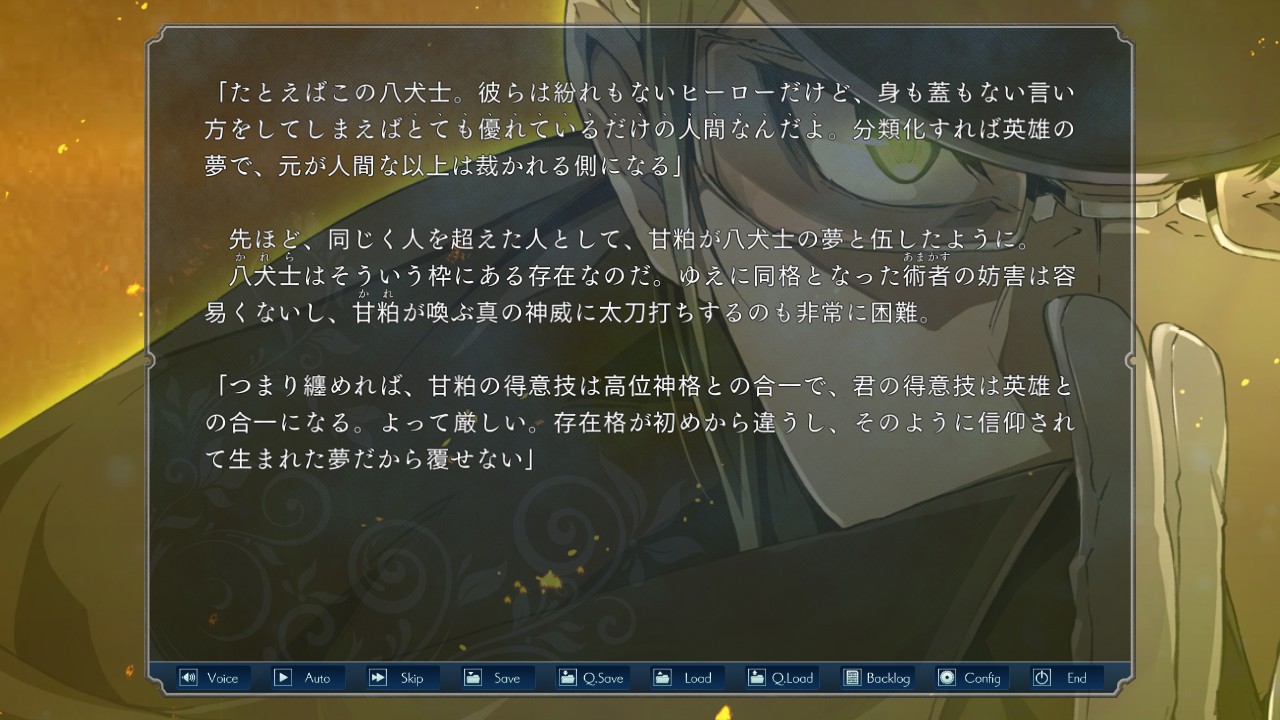 「たとえばこの八犬士。彼らは紛れもないヒーローだけど、身も蓋もない言い
方をしてしまえばとても優れているだけの人間なんだよ。分類化すれば英雄の
夢で、元が人間な以上は裁かれる側になる」
先ほど、同じく人を超えた人として、甘粕が八犬士の夢と伍したように。
かれら あまかす
八犬士はそういう枠にある存在なのだ。ゆえに同格となった術者の妨害は容
かれ
易くないし、甘粕が喚ぶ真の神威に太刀打ちするのも非常に困難。
「つまり纏めれば、甘粕の得意技は高位神格との合一で、君の得意技は英雄と
の合一になる。よって厳しい。存在格が初めから違うし、そのように信仰され
て生まれた夢だから覆せない」
Voice Auto Skip Save Q.Save Load Q.Load Backlog Config End